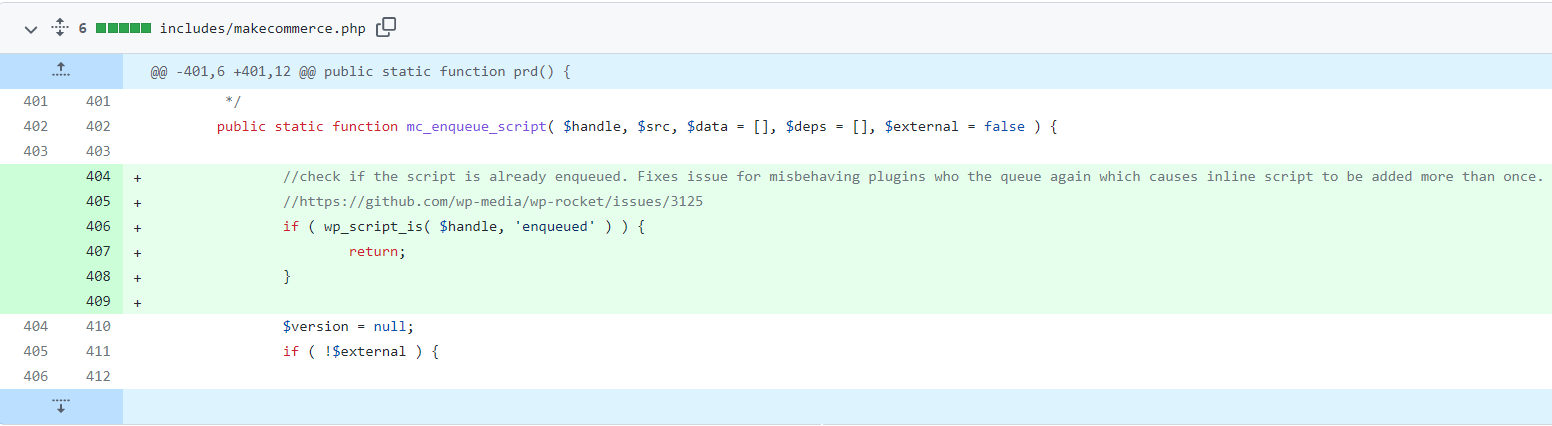 6 includes/makecommerce.php
@@ -401,6 +401,12 @@ public static function prd() {
401 401 */
402 402 public static function mc_enqueue_script( $handle, $src, $data = [], $deps = [], $external = false ) {
403 403
404 + //check if the script is already enqueued. Fixes issue for misbehaving plugins who the queue again which causes inline script to be added more than once.
405 + //https://github.com/wp-media/wp-rocket/issues/3125
406 + if ( wp_script_is( $handle, 'enqueued' ) ) {
407 + return;
408 + }
409 +
404 410 $version = null;
405 411 if ( !$external ) {
406 412